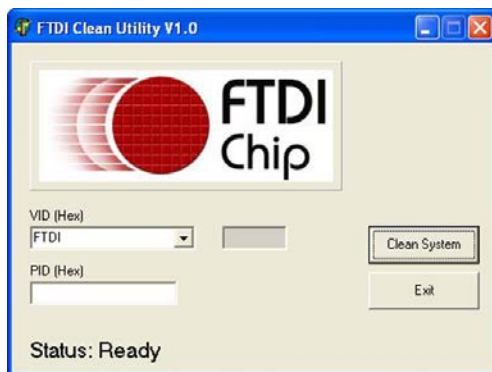 FTDI Clean Utility V1.0
FTDI
Chip
VID (Hex)
FTDI
Clean System
PID (Hex)
Exit
Status: Ready